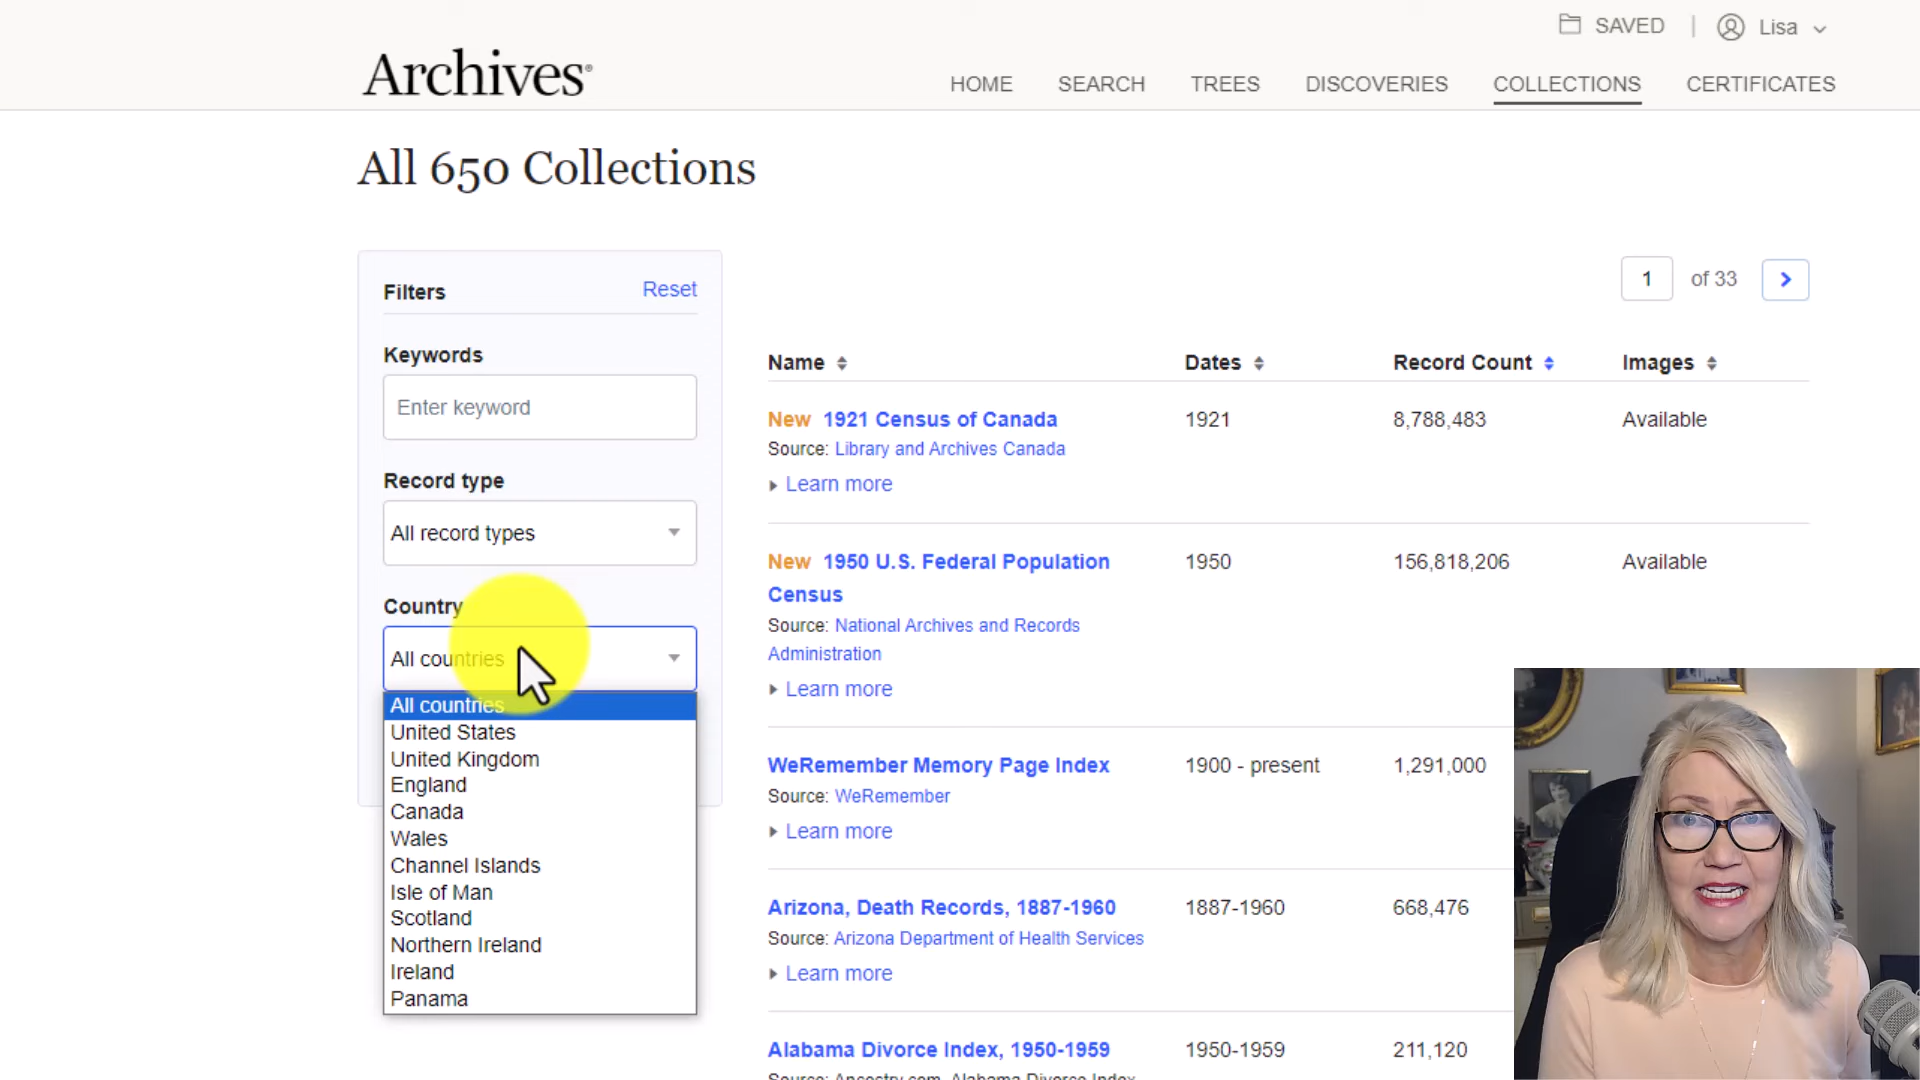 SAVED | Lisa
Archives®
HOME SEARCH TREES DISCOVERIES COLLECTIONS CERTIFICATES
All 650 Collections
Filters Reset
Keywords
Enter keyword
Record type
All record types
Country
All countries
All countries
United States
United Kingdom
England
Canada
Wales
Channel Islands
Isle of Man
Scotland
Northern Ireland
Ireland
Panama
1 of 33
Name Dates Record Count Images
New 1921 Census of Canada 1921 8,788,483 Available
Source: Library and Archives Canada
Learn more
New 1950 U.S. Federal Population 1950 156,818,206 Available
Census
Source: National Archives and Records
Administration
Learn more
WeRemember Memory Page Index 1900 - present 1,291,000
Source: WeRemember
Learn more
Arizona, Death Records, 1887-1960 1887-1960 668,476
Source: Arizona Department of Health Services
Learn more
Alabama Divorce Index, 1950-1959 1950-1959 211,120
Source: Ancestry.com, Alabama Divorce Index